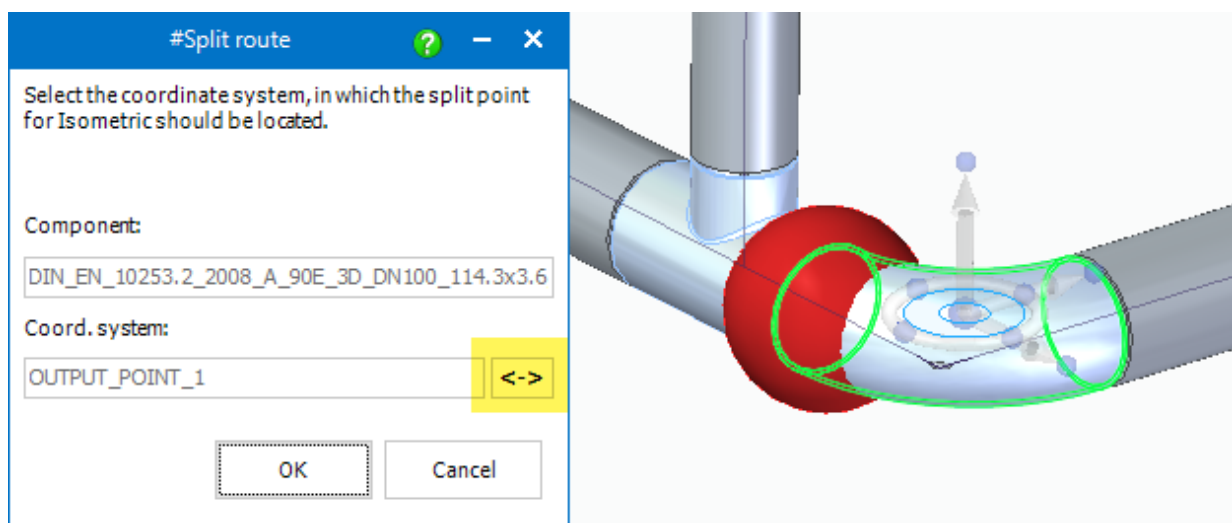 #Split route
?
Select the coordinate system, in which the split point
for Isometric should be located.
Component:
DIN_EN_10253.2_2008_A_90E_3D_DN100_114.3x3.6
Coord. system:
OUTPUT_POINT_1
<->
OK
Cancel